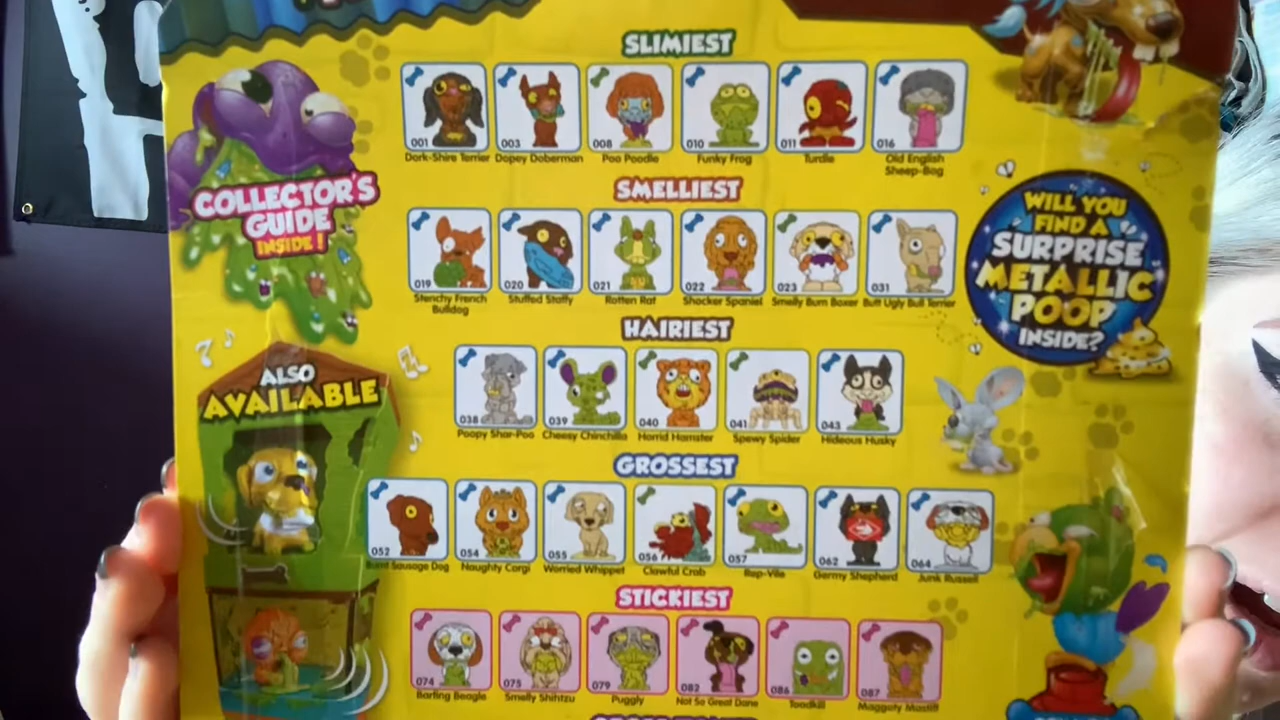 SLIMIEST
001 003 008 010 011 016
Dork-Shire Terrier Dopey Doberman Poo Poodle Funky Frog Turdle Old English
Sheep-Bog
COLLECTOR'S
GUIDE
INSIDE!
SMELLIEST
019 020 021 022 023 031
Stenchy French Stuffed Staffy Rotten Rat Shocker Spaniel Smelly Bum Boxer Butt Ugly Bull Terrier
Bulldog
WILL YOU
FIND A
SURPRISE
METALLIC
POOP
INSIDE?
HAIRIEST
038 039 040 041 043
Poopy Shar-Poo Cheesy Chinchilla Horrid Hamster Spewy Spider Hideous Husky
ALSO
AVAILABLE
GROSSEST
052 054 055 056 057 062 064
Burnt Sausage Dog Naughty Corgi Worried Whippet Clawful Crab Rep-Vile Germy Shepherd Junk Russell
STICKIEST
074 075 079 082 086 087
Barfing Beagle Smelly Shihtzu Puggly Not So Great Dane Toadkill Maggoty Mastiff